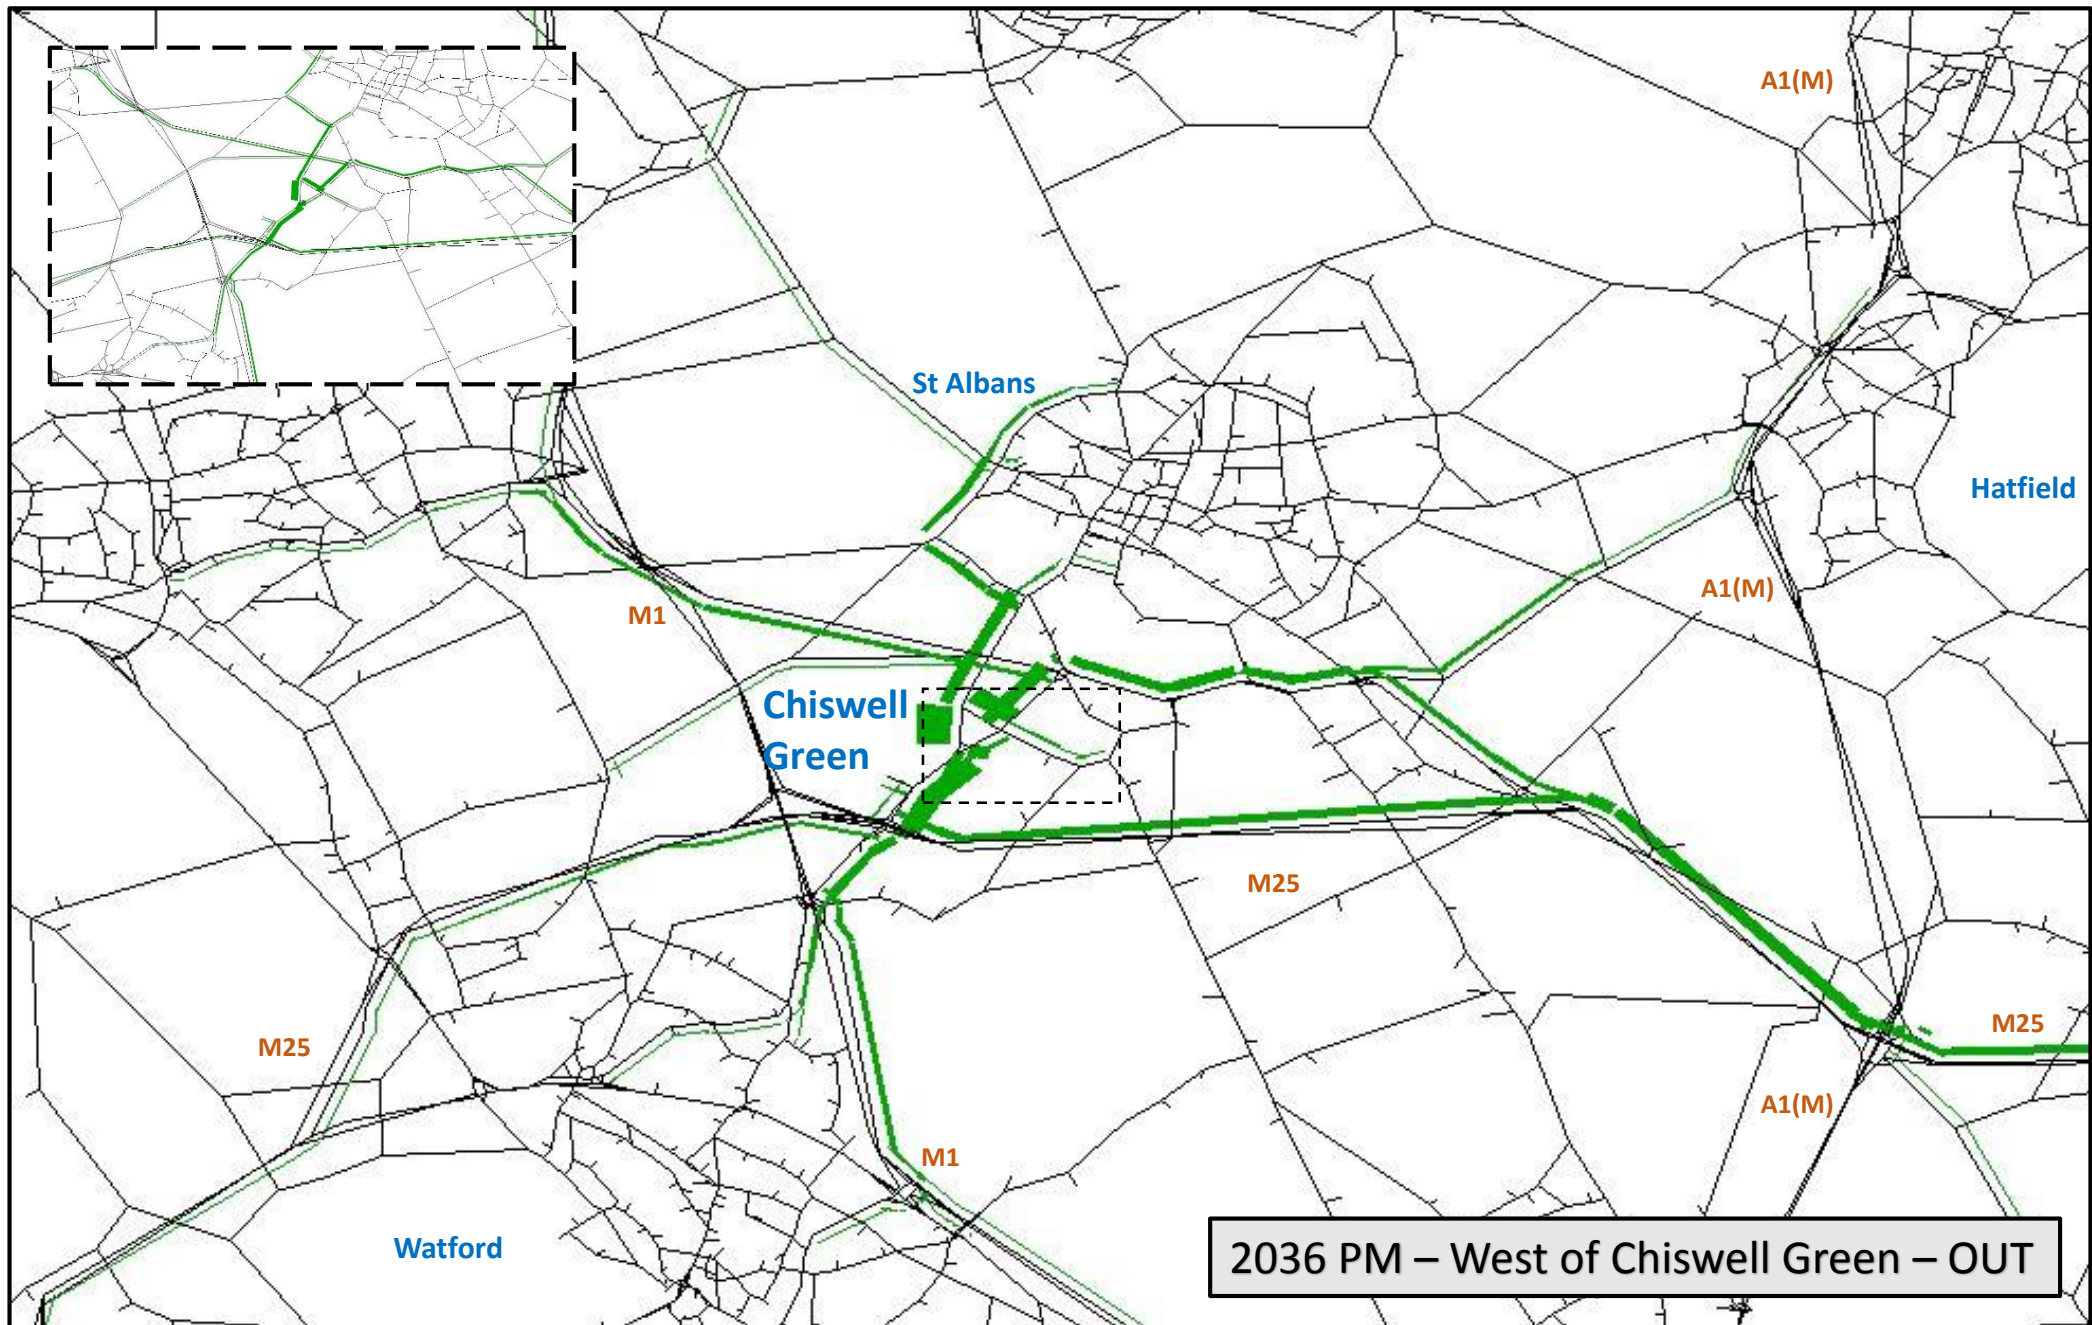 A1(M)
St Albans
Hatfield
A1(M)
M1
Chiswell
Green
M25
M25
M25
A1(M)
M1
Watford
2036 PM – West of Chiswell Green – OUT